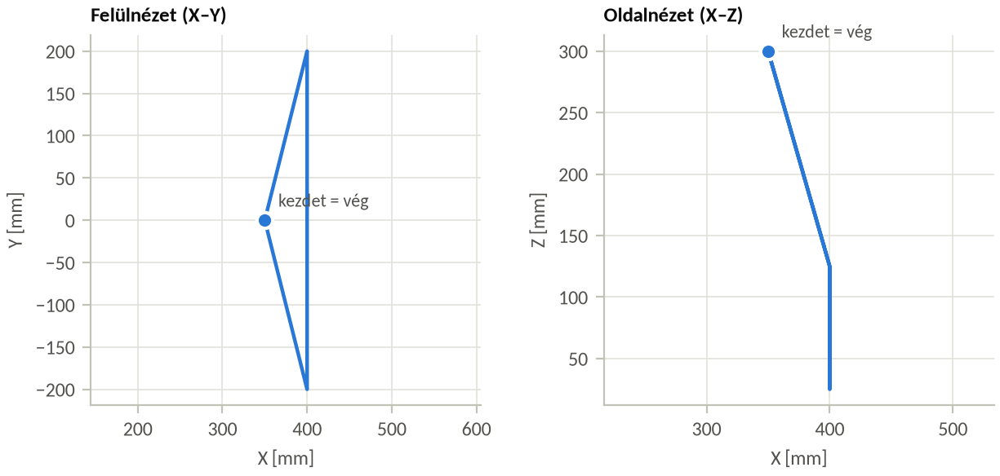 Felülnézet (X–Y)
200
150
100
50
0
−50
−100
−150
−200
Y [mm]
kezdet = vég
200
300
400
500
600
X [mm]
Oldalnézet (X–Z)
kezdet = vég
300
250
200
150
100
50
Z [mm]
300
400
500
X [mm]